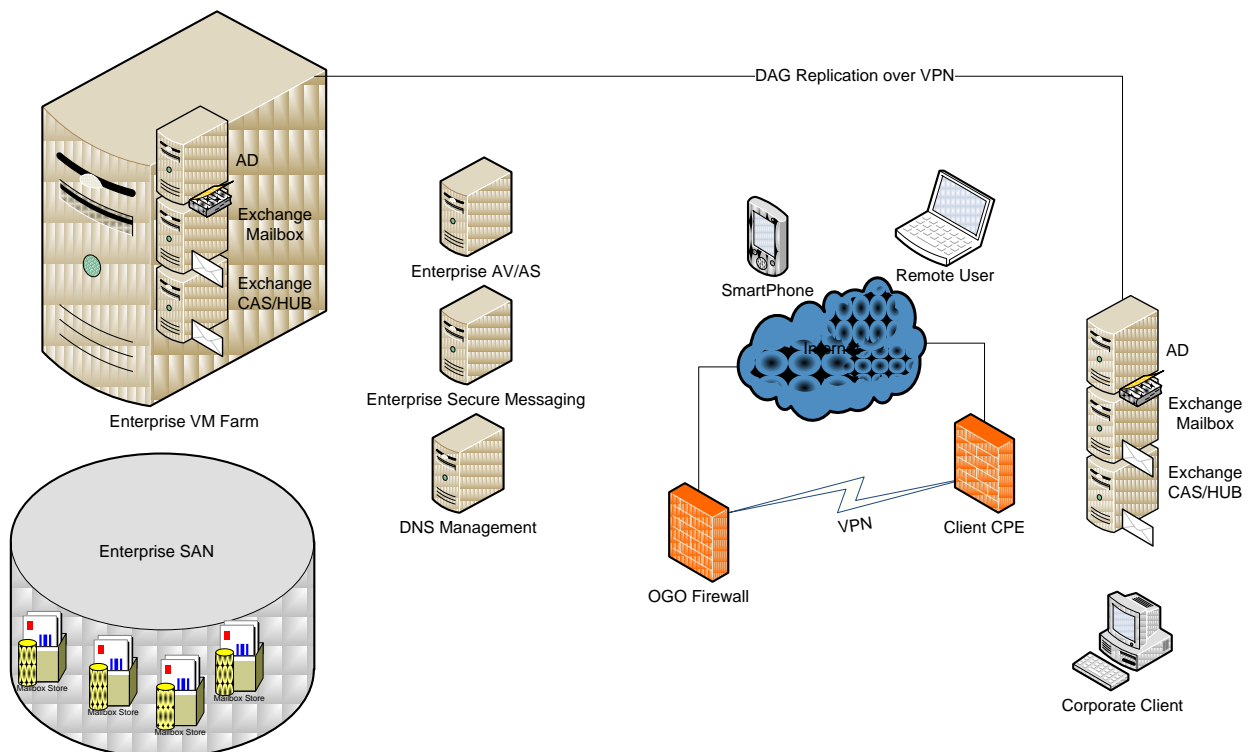 DAG Replication over VPN
AD
Exchange
Mailbox
Exchange
CAS/HUB
Enterprise VM Farm
Enterprise AV/AS
Enterprise Secure Messaging
DNS Management
SmartPhone
Remote User
Internet
VPN
OGO Firewall
Client CPE
AD
Exchange
Mailbox
Exchange
CAS/HUB
Corporate Client
Enterprise SAN
Mailbox Store
Mailbox Store
Mailbox Store
Mailbox Store